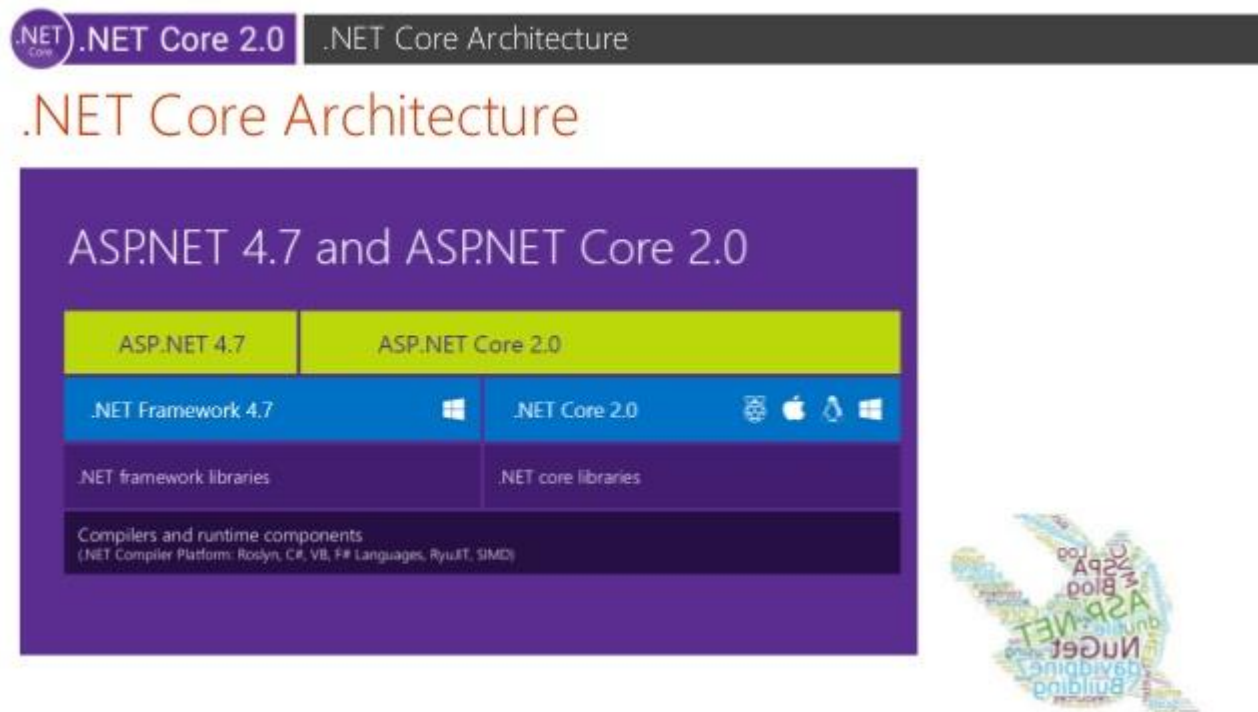 .NET
Core
.NET Core 2.0
.NET Core Architecture
.NET Core Architecture
ASP.NET 4.7 and ASP.NET Core 2.0
ASP.NET 4.7
ASP.NET Core 2.0
.NET Framework 4.7
.NET Core 2.0
.NET framework libraries
.NET core libraries
Compilers and runtime components
(.NET Compiler Platform: Roslyn, C#, VB, F# Languages, RyuJIT, SIMD)
Log
SPA
Blog
ASP.NET
NuGet
davidpine7
Building